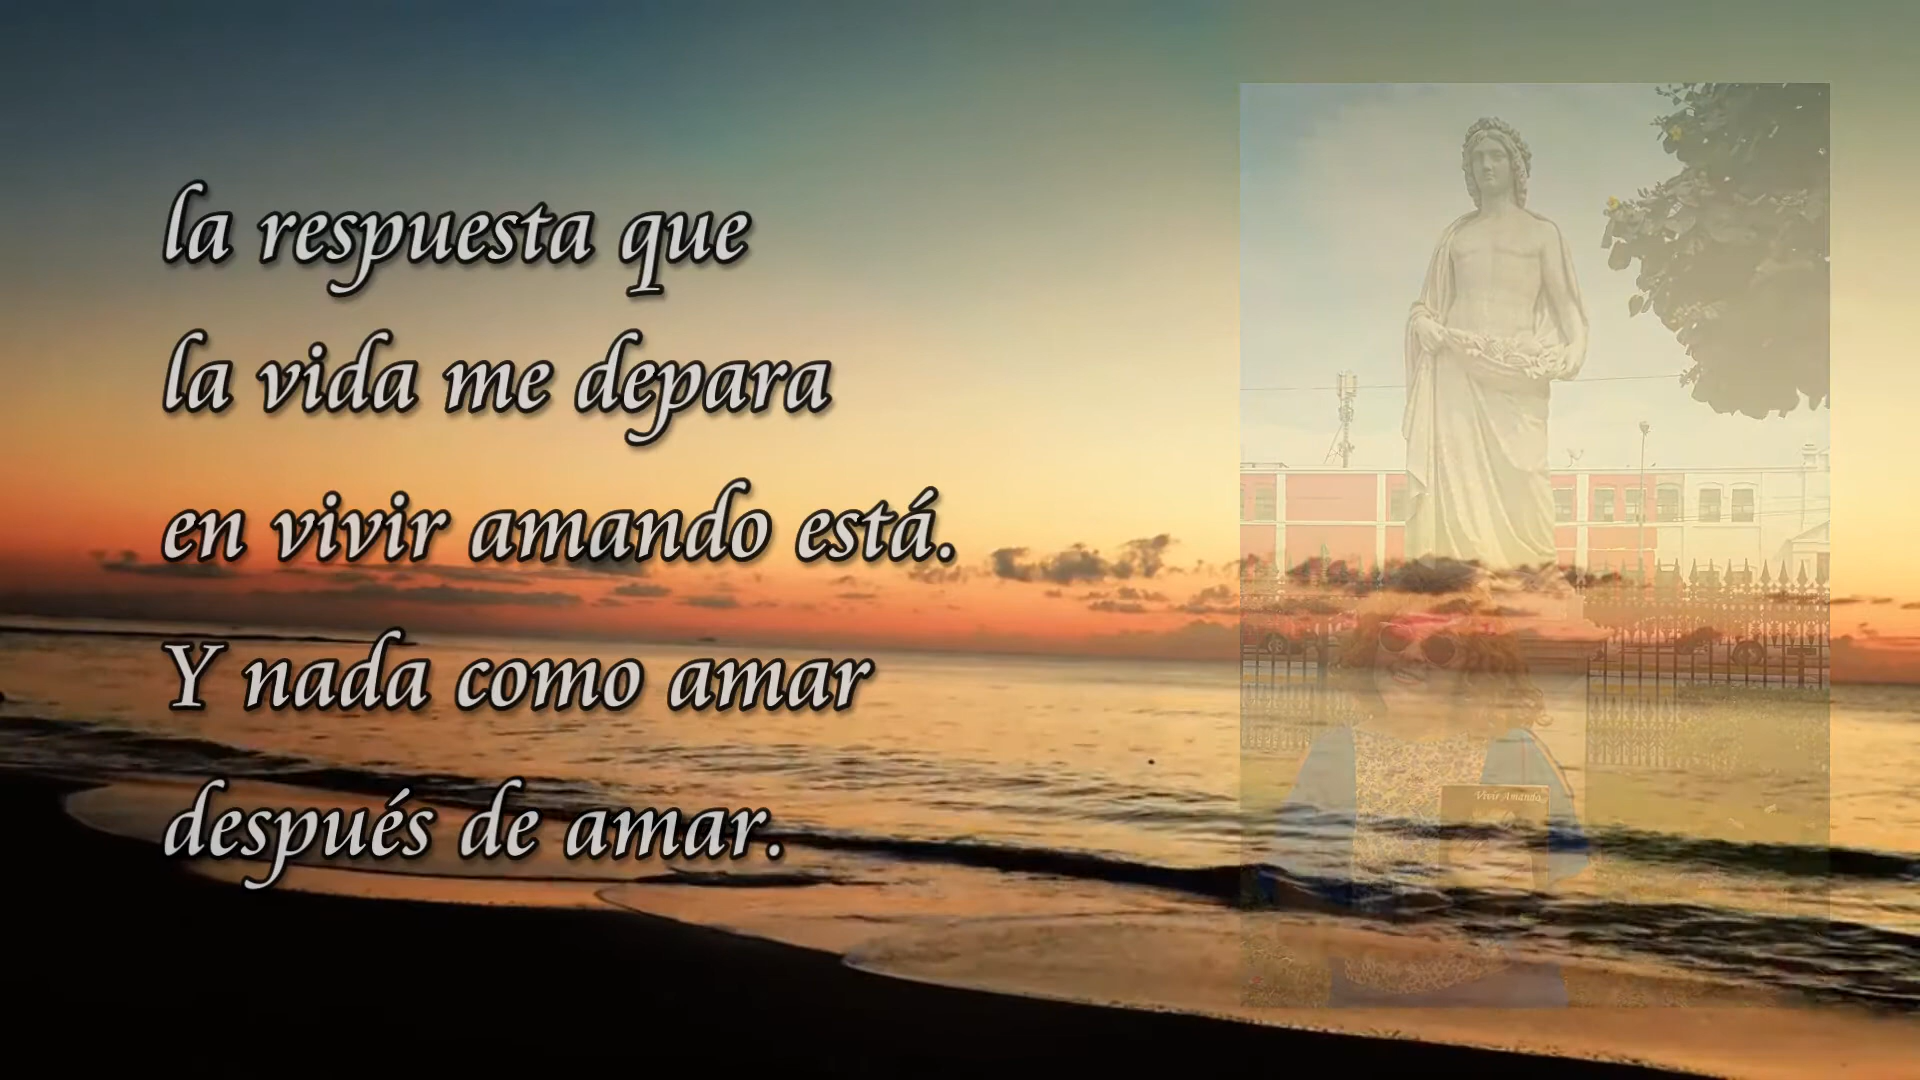 la respuesta que
la vida me depara
en vivir amando está.
Y nada como amar
después de amar.
Vivir Amando